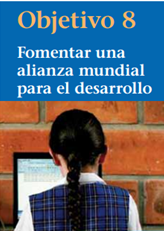 Objetivo 8
Fomentar una
alianza mundial
para el desarrollo